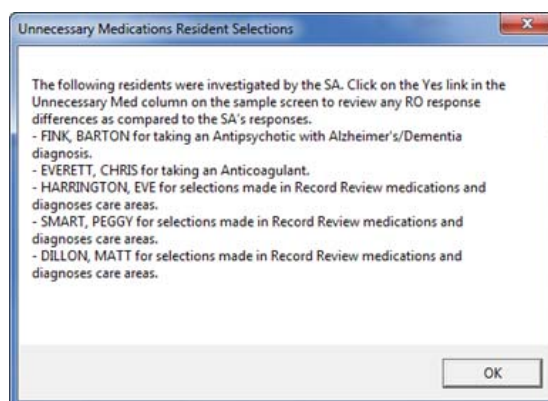 Unnecessary Medications Resident Selections
The following residents were investigated by the SA. Click on the Yes link in the
Unnecessary Med column on the sample screen to review any RO response
differences as compared to the SA's responses.
- FINK, BARTON for taking an Antipsychotic with Alzheimer's/Dementia
diagnosis.
- EVERETT, CHRIS for taking an Anticoagulant.
- HARRINGTON, EVE for selections made in Record Review medications and
diagnoses care areas.
- SMART, PEGGY for selections made in Record Review medications and
diagnoses care areas.
- DILLON, MATT for selections made in Record Review medications and
diagnoses care areas.
OK